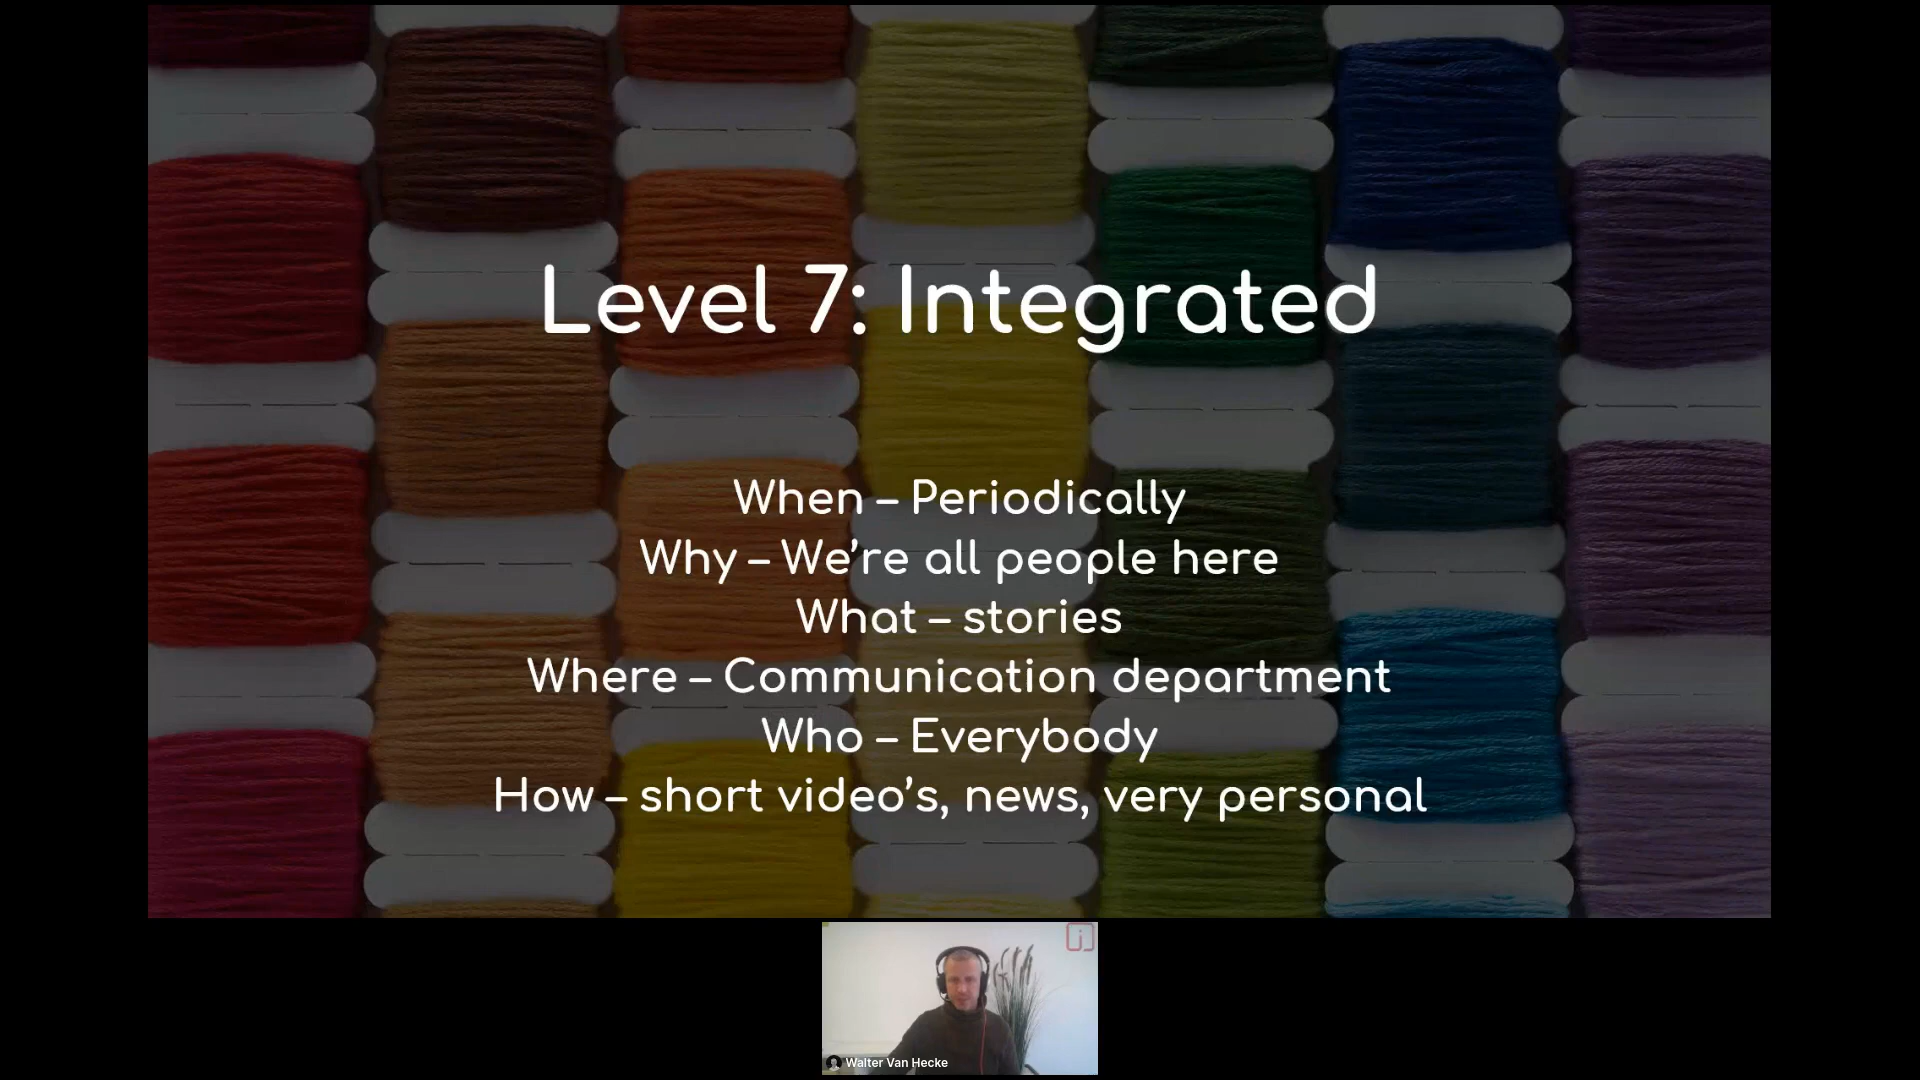 Level 7: Integrated
When – Periodically
Why – We’re all people here
What – stories
Where – Communication department
Who – Everybody
How – short video’s, news, very personal
Walter Van Hecke